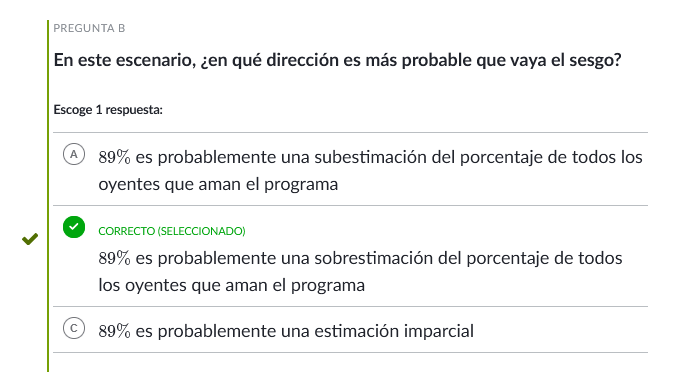 PREGUNTA B
En este escenario, ¿en qué dirección es más probable que vaya el sesgo?
Escoge 1 respuesta:
A
89% es probablemente una subestimación del porcentaje de todos los
oyentes que aman el programa
CORRECTO (SELECCIONADO)
89% es probablemente una sobrestimación del porcentaje de todos
los oyentes que aman el programa
C
89% es probablemente una estimación imparcial